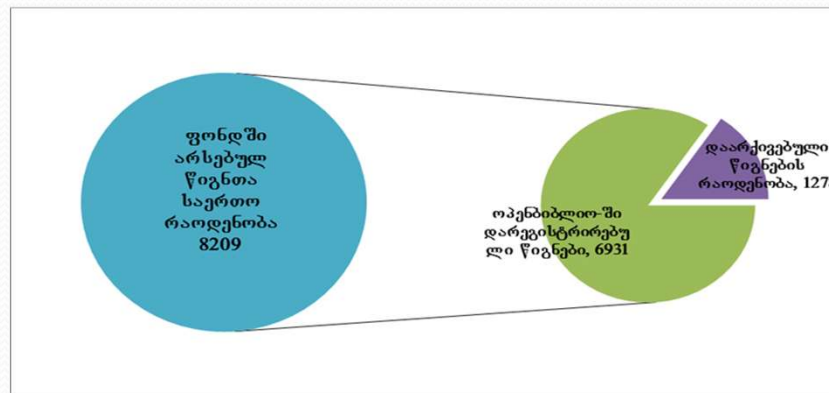 ფონდში
არსებულ
წიგნთა
საერთო
რაოდენობა
8209
ოპენბიბლიო-ში
დარეგისტრირებუ
ლი წიგნები, 6931
დაარქივებული
წიგნების
რაოდენობა,